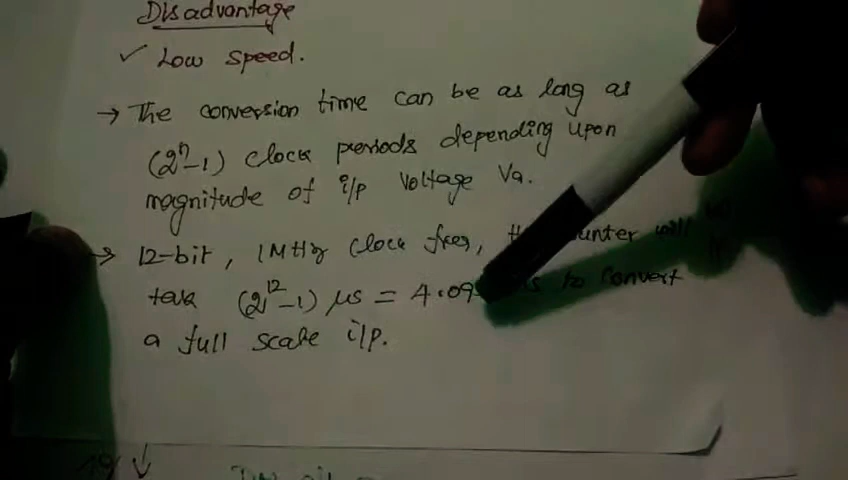 Disadvantage
✓ Low speed.
→ The conversion time can be as long as
(2ⁿ-1) clock periods depending upon
magnitude of i/p Voltage Va.
→ 12-bit, 1MHz clock freq, unter will
take (2¹²-1) μs = 4.09 to convert
a full scale i/p.